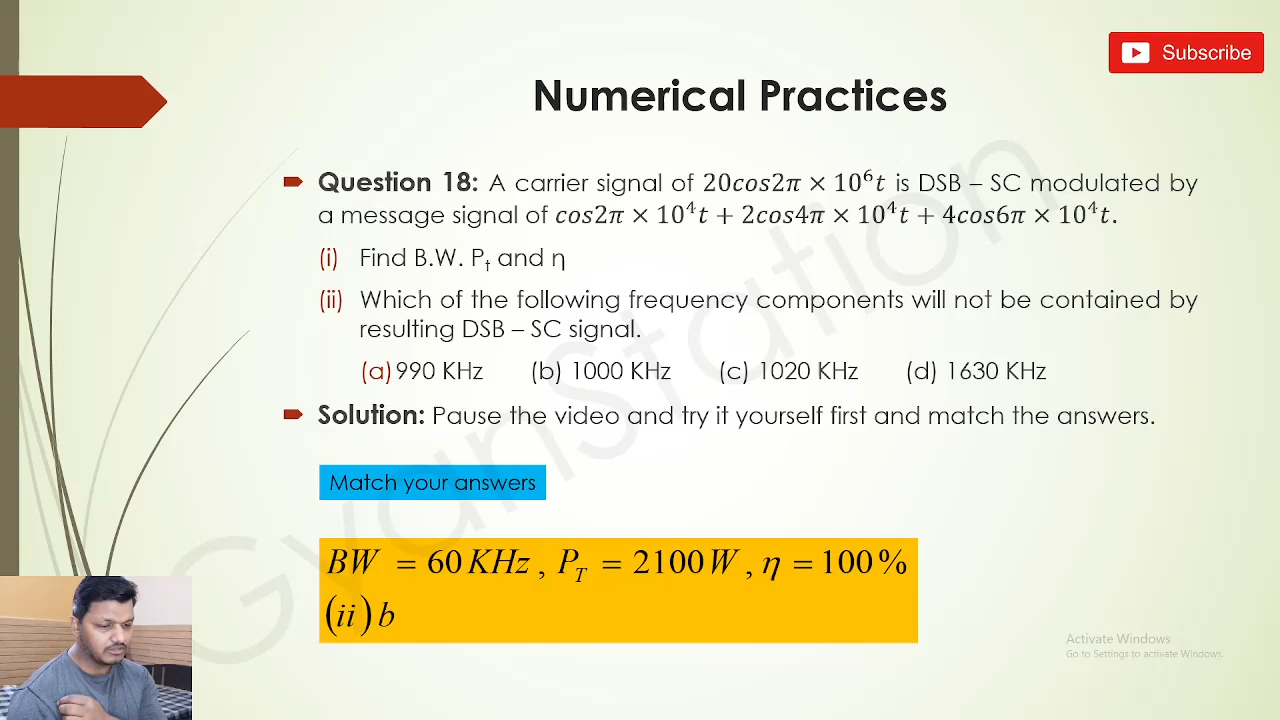 Subscribe
Numerical Practices
Question 18: A carrier signal of 20cos2π × 10⁶t is DSB – SC modulated by
a message signal of cos2π × 10⁴t + 2cos4π × 10⁴t + 4cos6π × 10⁴t.
(i) Find B.W. Pₜ and η
(ii) Which of the following frequency components will not be contained by
resulting DSB – SC signal.
(a) 990 KHz (b) 1000 KHz (c) 1020 KHz (d) 1630 KHz
Solution: Pause the video and try it yourself first and match the answers.
Match your answers
BW = 60 KHz , P_T = 2100 W , η = 100 %
(ii) b
GyanStation
Activate Windows
Go to Settings to activate Windows.